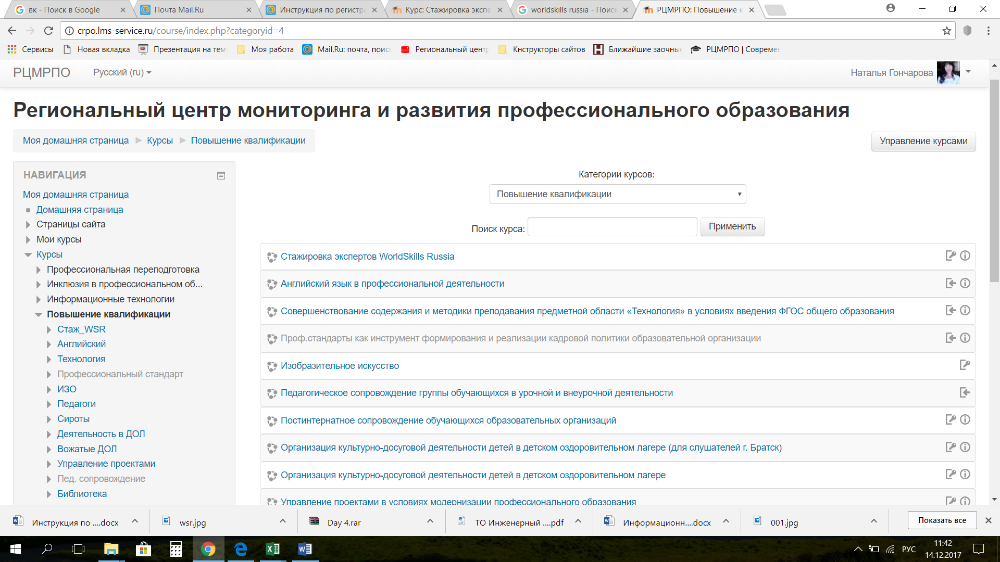 вк - Поиск в Google
Почта Mail.Ru
Инструкция по регистра
Курс: Стажировка экспе
worldskills russia - Поиск
РЦМРПО: Повышение к
crpo.lms-service.ru/course/index.php?categoryid=4
Сервисы
Новая вкладка
Презентация на тему
Моя работа
Mail.Ru: почта, поиск
Региональный центр
Кнструкторы сайтов
Ближайшие заочные
РЦМРПО | Современ
РЦМРПО
Русский (ru)
Наталья Гончарова
Региональный центр мониторинга и развития профессионального образования
Моя домашняя страница
Курсы
Повышение квалификации
Управление курсами
НАВИГАЦИЯ
Моя домашняя страница
Домашняя страница
Страницы сайта
Мои курсы
Курсы
Профессиональная переподготовка
Инклюзия в профессиональном об...
Информационные технологии
Повышение квалификации
Стаж_WSR
Английский
Технология
Профессиональный стандарт
ИЗО
Педагоги
Сироты
Деятельность в ДОЛ
Вожатые ДОЛ
Управление проектами
Пед. сопровождение
Библиотека
Категории курсов:
Повышение квалификации
Поиск курса:
Применить
Стажировка экспертов WorldSkills Russia
Английский язык в профессиональной деятельности
Совершенствование содержания и методики преподавания предметной области «Технология» в условиях введения ФГОС общего образования
Проф.стандарты как инструмент формирования и реализации кадровой политики образовательной организации
Изобразительное искусство
Педагогическое сопровождение группы обучающихся в урочной и внеурочной деятельности
Постинтернатное сопровождение обучающихся образовательных организаций
Организация культурно-досуговой деятельности детей в детском оздоровительном лагере (для слушателей г. Братск)
Организация культурно-досуговой деятельности детей в детском оздоровительном лагере
Управление проектами в условиях модернизации профессионального образования
Инструкция по ....docx
wsr.jpg
Day 4.rar
ТО Инженерный ....pdf
Информационн....docx
001.jpg
Показать все
РУС
11:42
14.12.2017